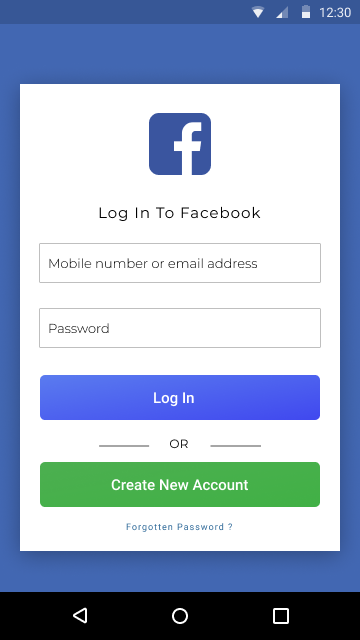 12:30
Log In To Facebook
Mobile number or email address
Password
Log In
OR
Create New Account
Forgotten Password ?